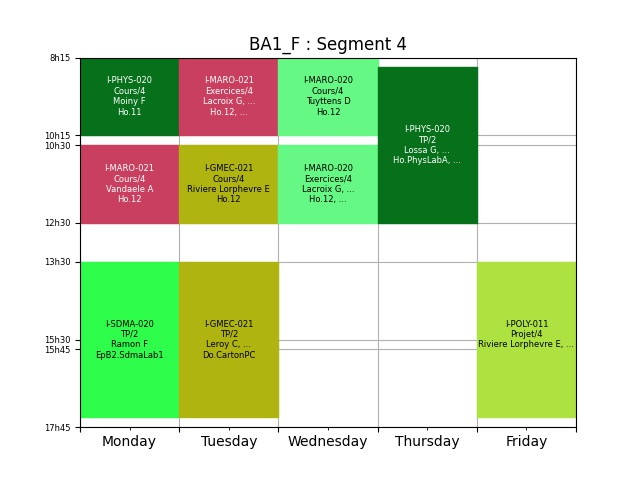 BA1_F : Segment 4
8h15
10h15
10h30
12h30
13h30
15h30
15h45
17h45
I-PHYS-020
Cours/4
Moiny F
Ho.11
I-MARO-021
Exercices/4
Lacroix G, ...
Ho.12, ...
I-MARO-020
Cours/4
Tuyttens D
Ho.12
I-PHYS-020
TP/2
Lossa G, ...
Ho.PhysLabA, ...
I-MARO-021
Cours/4
Vandaele A
Ho.12
I-GMEC-021
Cours/4
Riviere Lorphevre E
Ho.12
I-MARO-020
Exercices/4
Lacroix G, ...
Ho.12, ...
I-SDMA-020
TP/2
Ramon F
EpB2.SdmaLab1
I-GMEC-021
TP/2
Leroy C, ...
Do.CartonPC
I-POLY-011
Projet/4
Riviere Lorphevre E, ...
Monday
Tuesday
Wednesday
Thursday
Friday